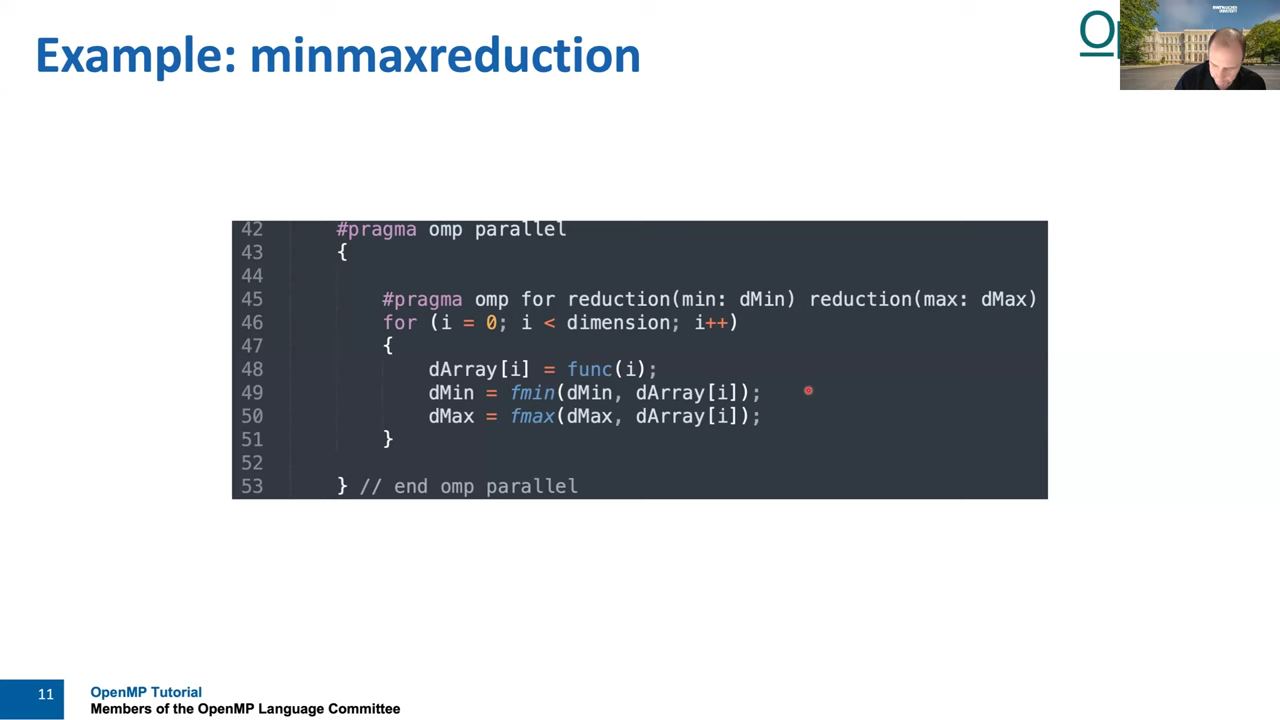 Example: minmaxreduction
42 #pragma omp parallel
43 {
44
45 #pragma omp for reduction(min: dMin) reduction(max: dMax)
46 for (i = 0; i < dimension; i++)
47 {
48 dArray[i] = func(i);
49 dMin = fmin(dMin, dArray[i]);
50 dMax = fmax(dMax, dArray[i]);
51 }
52
53 } // end omp parallel
11
OpenMP Tutorial
Members of the OpenMP Language Committee